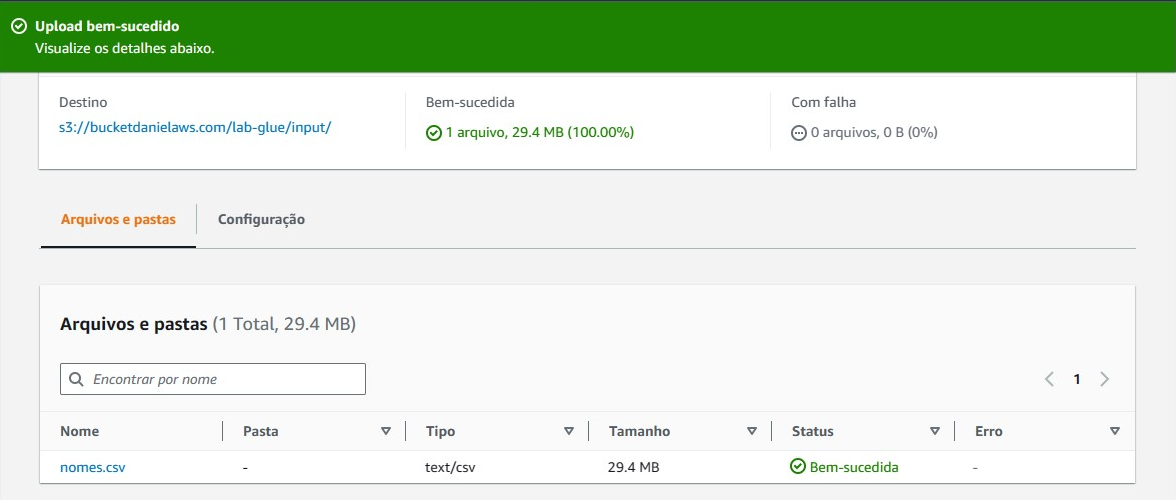 Upload bem-sucedido
Visualize os detalhes abaixo.
Destino
s3://bucketdanielaws.com/lab-glue/input/
Bem-sucedida
1 arquivo, 29.4 MB (100.00%)
Com falha
0 arquivos, 0 B (0%)
Arquivos e pastas
Configuração
Arquivos e pastas (1 Total, 29.4 MB)
Encontrar por nome
1
Nome Pasta Tipo Tamanho Status Erro
nomes.csv - text/csv 29.4 MB Bem-sucedida -